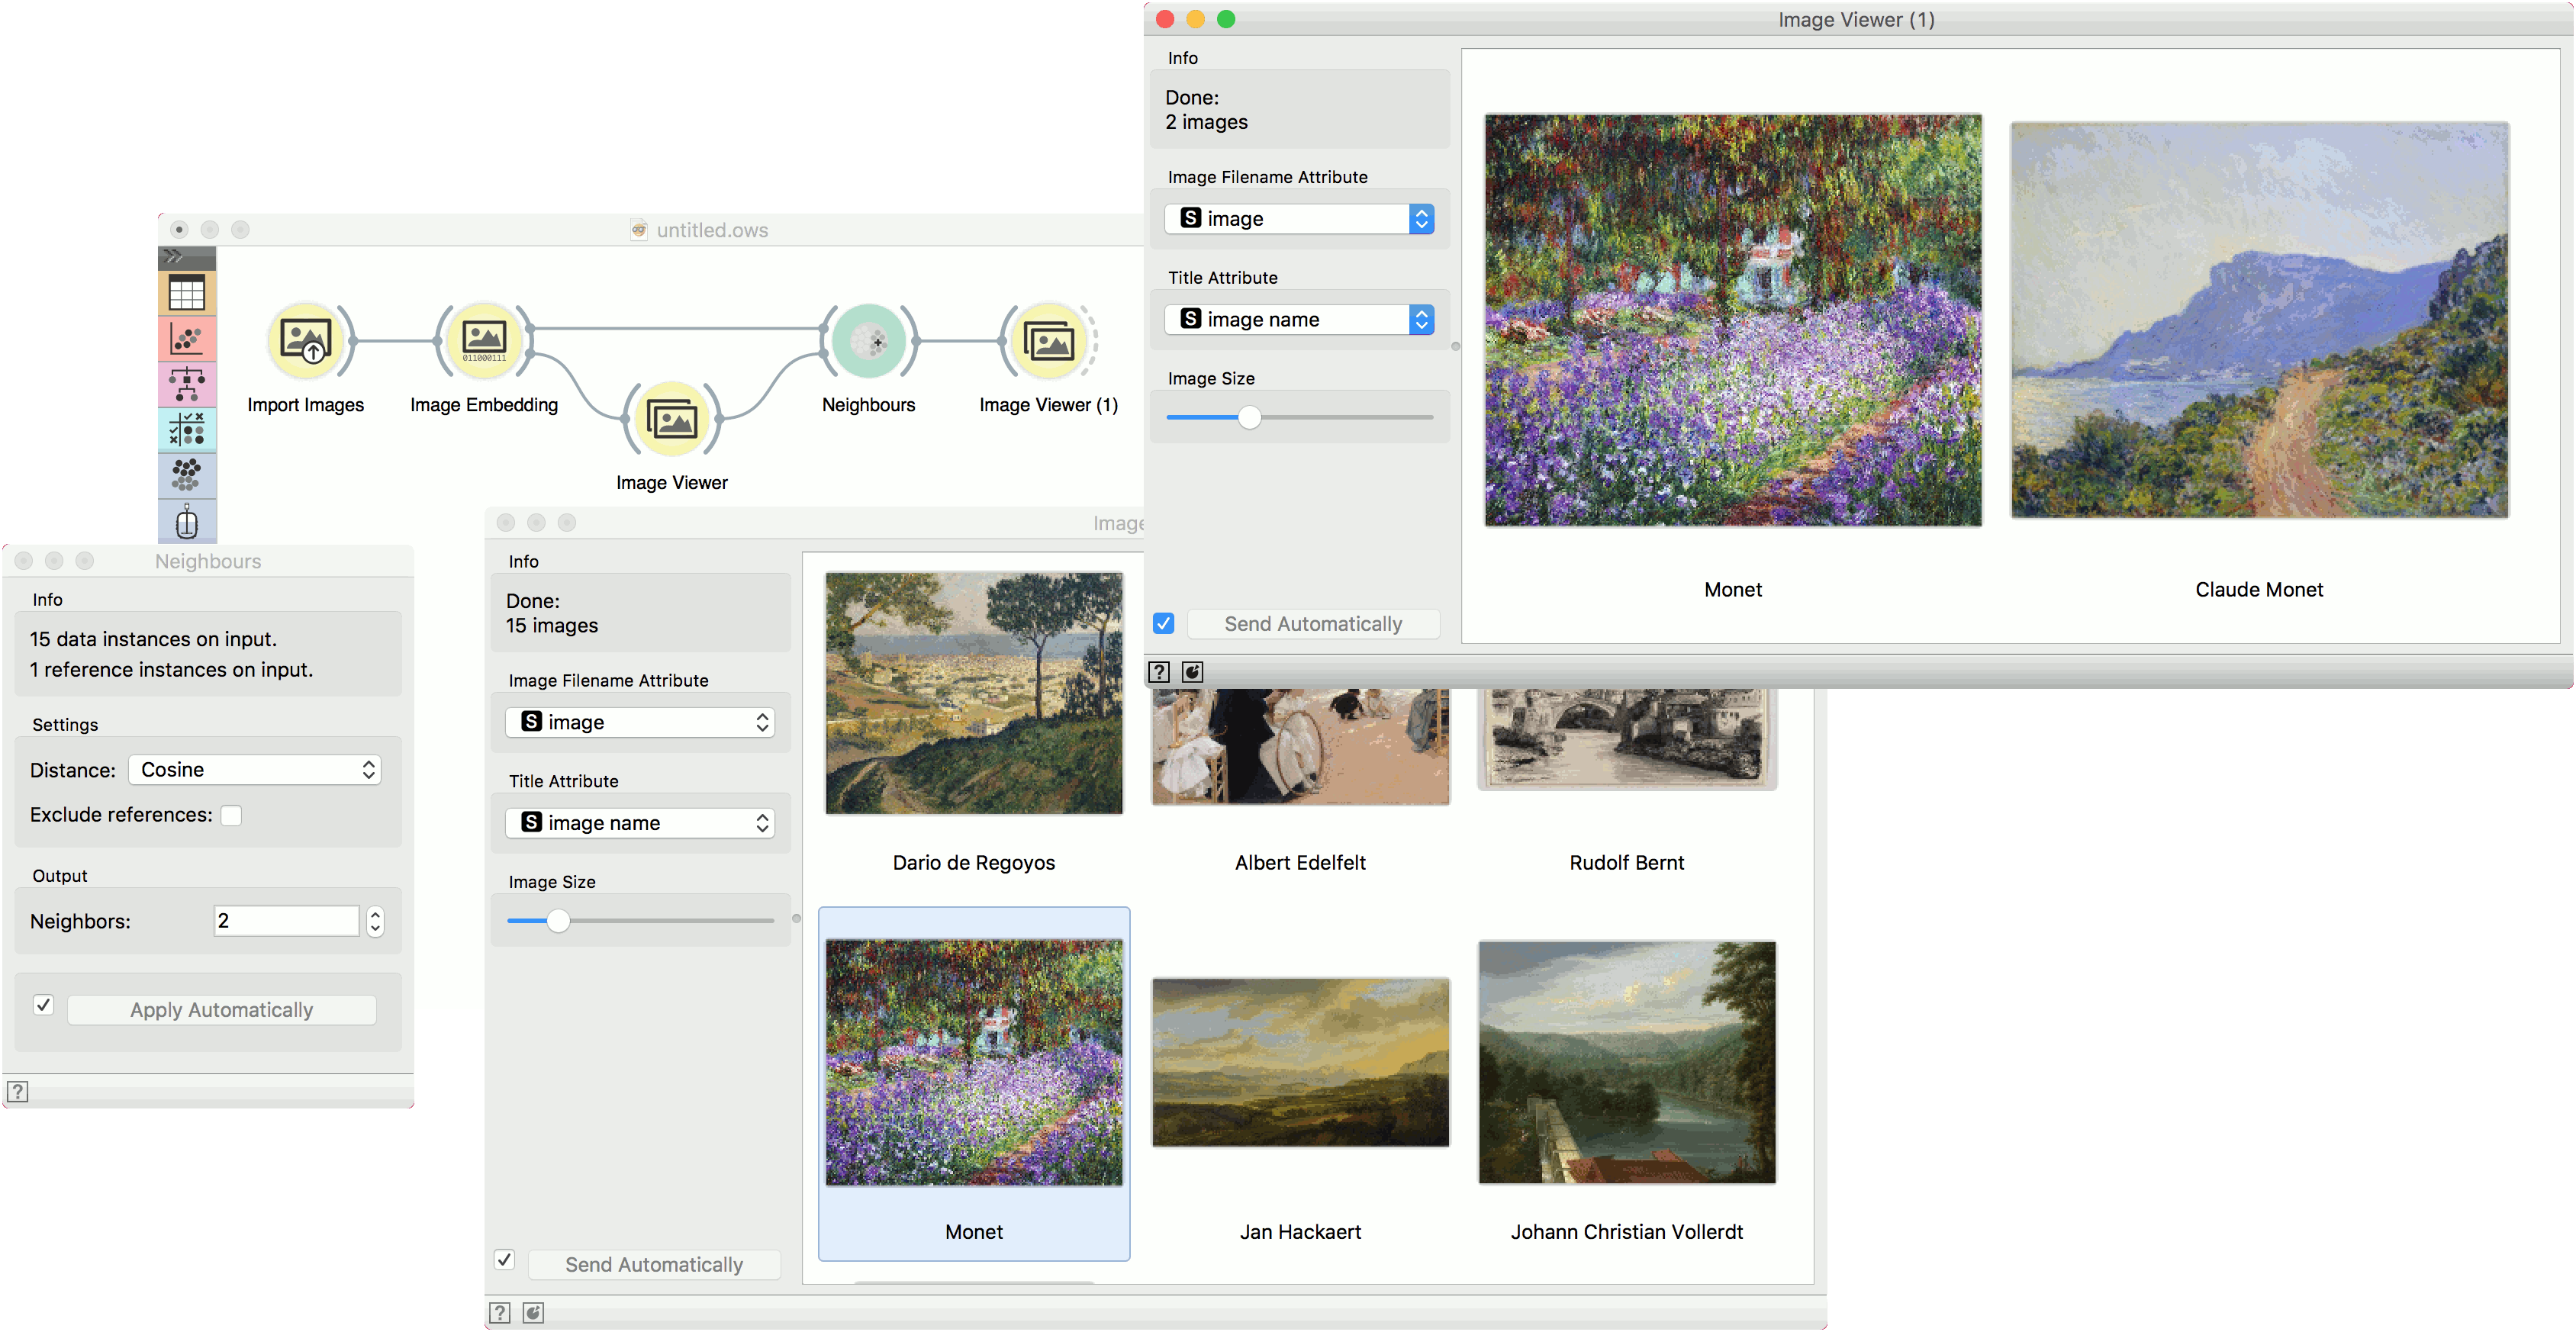 Image Viewer (1)
Info
Done:
2 images
Image Filename Attribute
S image
Title Attribute
S image name
Image Size
Send Automatically
Monet
Claude Monet
untitled.ows
Import Images
Image Embedding
011000111
Image Viewer
Neighbours
Image Viewer (1)
Neighbours
Info
15 data instances on input.
1 reference instances on input.
Settings
Distance: Cosine
Exclude references:
Output
Neighbors: 2
Apply Automatically
?
Image
Info
Done:
15 images
Image Filename Attribute
S image
Title Attribute
S image name
Image Size
Send Automatically
Dario de Regoyos
Albert Edelfelt
Rudolf Bernt
Monet
Jan Hackaert
Johann Christian Vollerdt
?
?